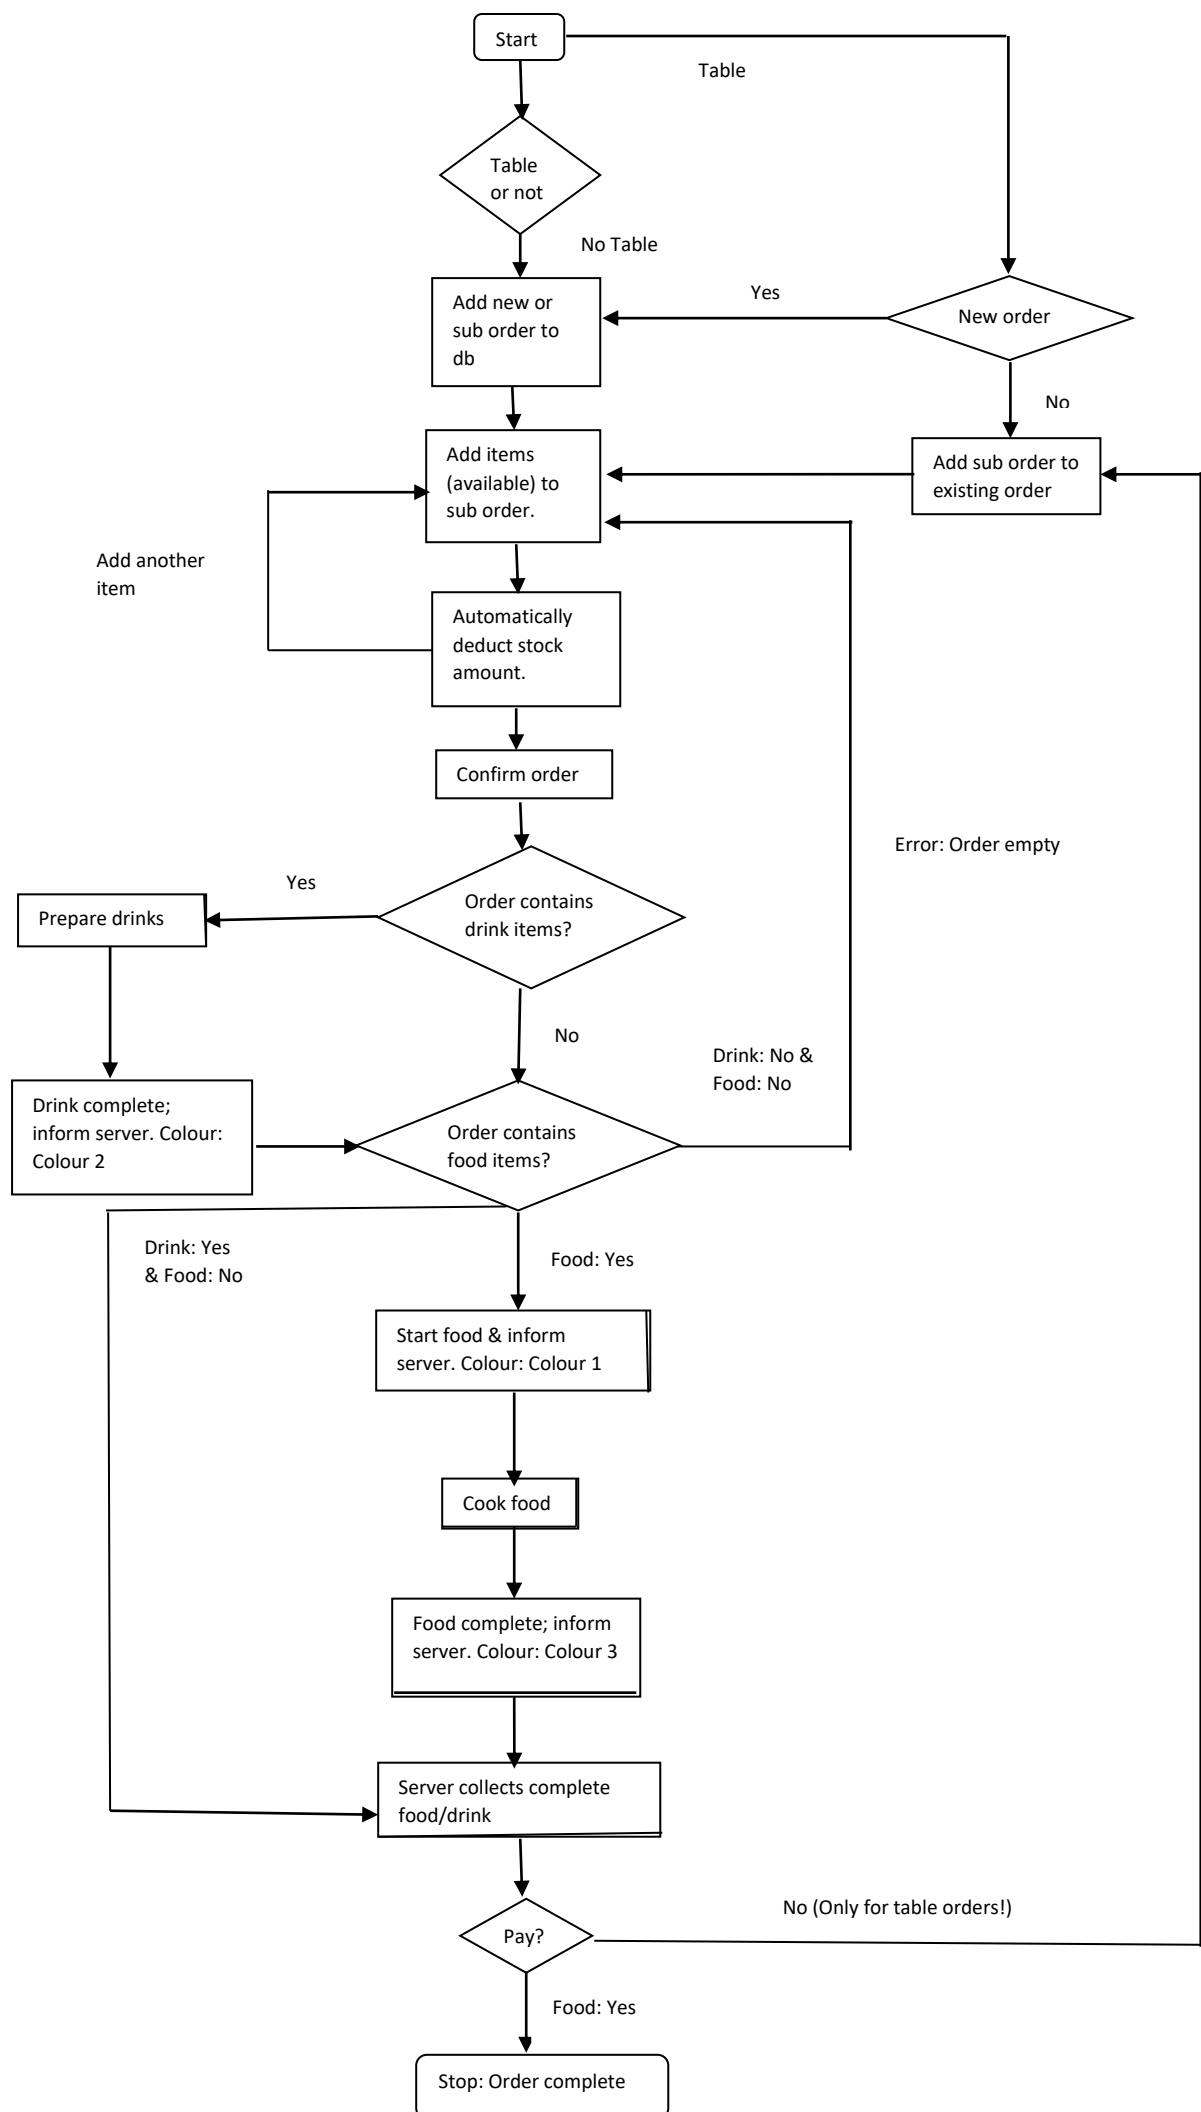 Start
Table
Table
or not
No Table
Add new or
sub order to
db
Yes
New order
No
Add items
(available) to
sub order.
Add sub order to
existing order
Add another
item
Automatically
deduct stock
amount.
Confirm order
Error: Order empty
Yes
Order contains
drink items?
Prepare drinks
No
Drink: No &
Food: No
Drink complete;
inform server. Colour:
Colour 2
Order contains
food items?
Drink: Yes
& Food: No
Food: Yes
Start food & inform
server. Colour: Colour 1
Cook food
Food complete; inform
server. Colour: Colour 3
Server collects complete
food/drink
No (Only for table orders!)
Pay?
Food: Yes
Stop: Order complete